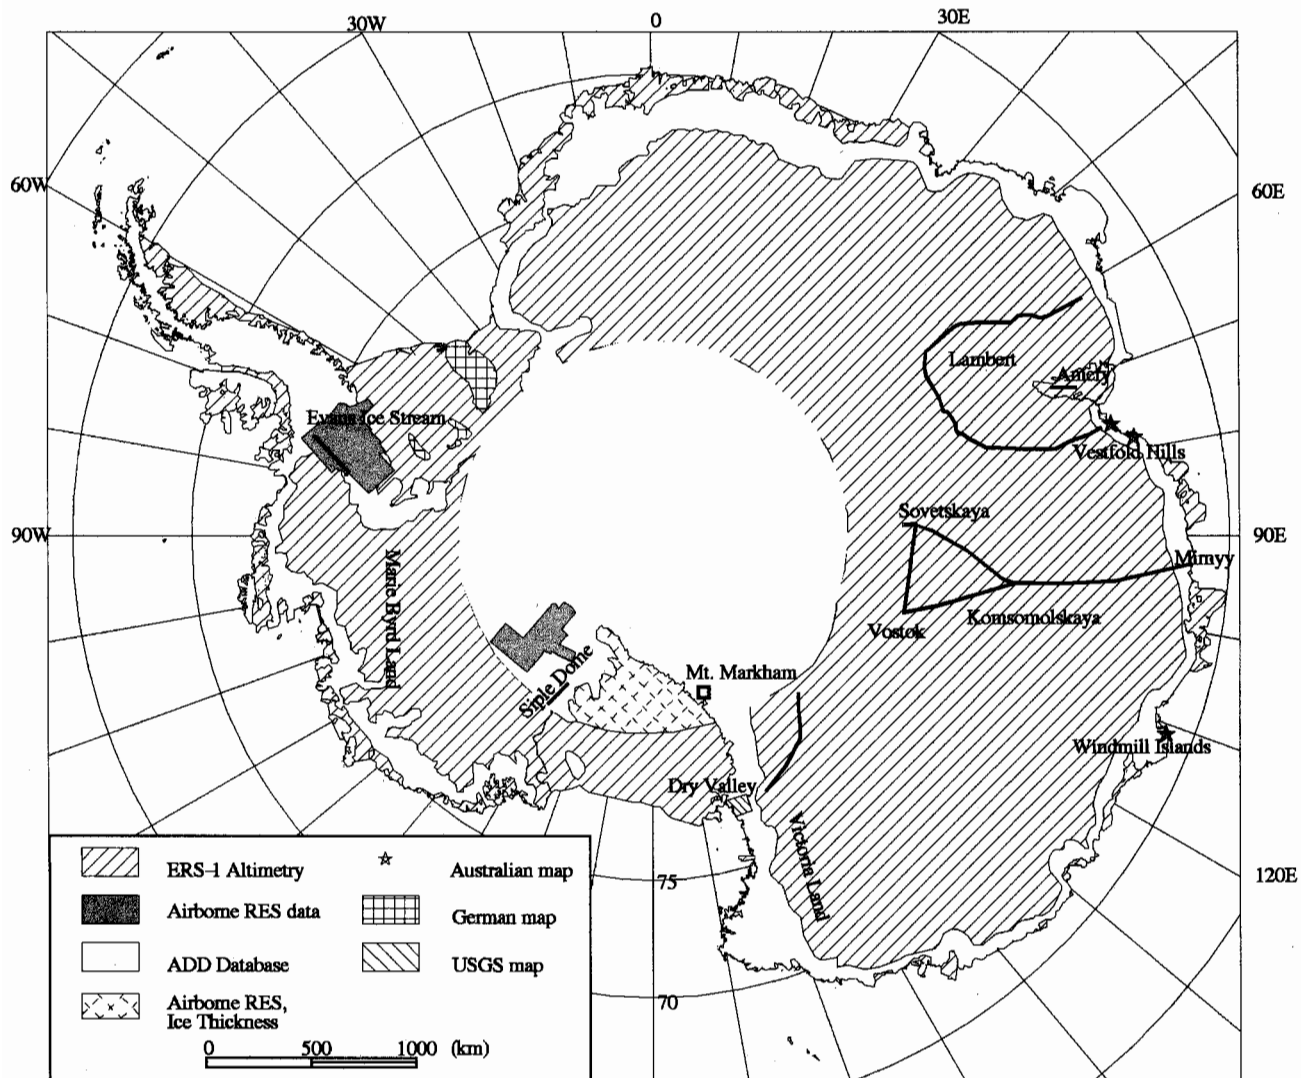 30W
0
30E
60W
60E
Lambert
Amery
Evans Ice Stream
Vestfold Hills
Sovetskaya
90W
90E
Mirnyy
Marie Byrd Land
Komsomolskaya
Vostok
Siple Dome
Mt. Markham
Windmill Islands
Dry Valley
Victoria Land
ERS-1 Altimetry
Australian map
75
120E
Airborne RES data
German map
ADD Database
USGS map
70
Airborne RES,
Ice Thickness
0 500 1000 (km)